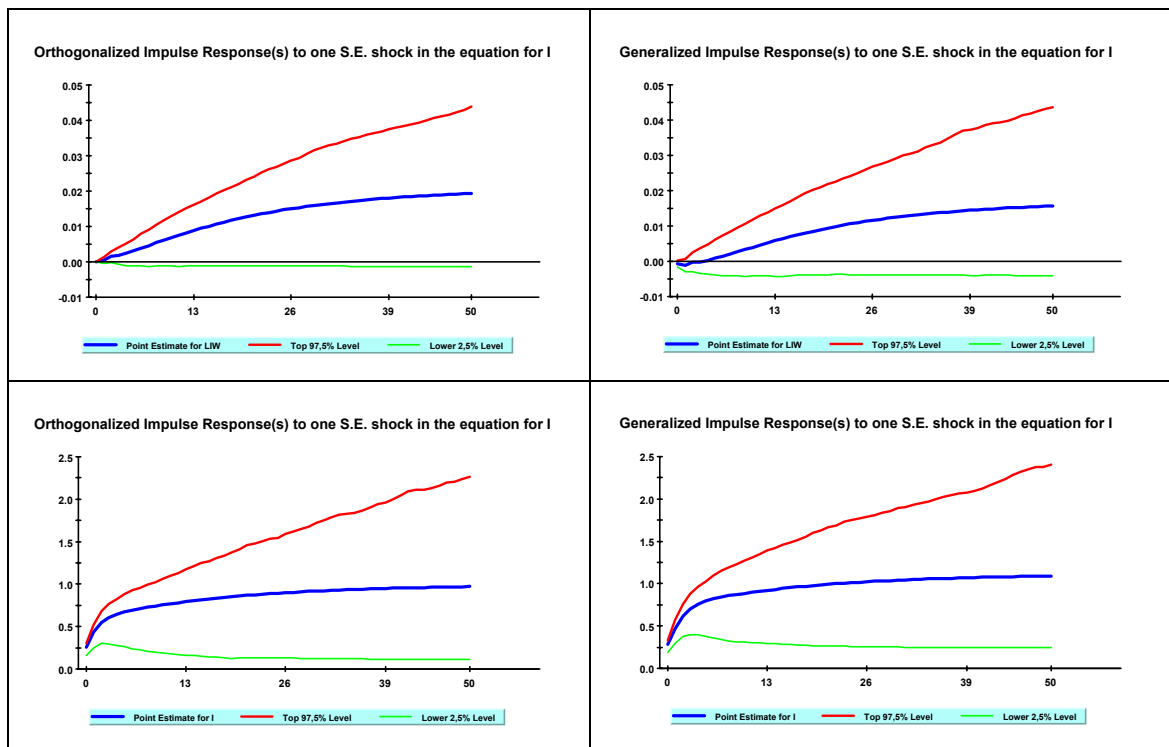 Orthogonalized Impulse Response(s) to one S.E. shock in the equation for I
0.05
0.04
0.03
0.02
0.01
0.00
-0.01
0 13 26 39 50
Point Estimate for LIW Top 97,5% Level Lower 2,5% Level
Generalized Impulse Response(s) to one S.E. shock in the equation for I
0.05
0.04
0.03
0.02
0.01
0.00
-0.01
0 13 26 39 50
Point Estimate for LIW Top 97,5% Level Lower 2,5% Level
Orthogonalized Impulse Response(s) to one S.E. shock in the equation for I
2.5
2.0
1.5
1.0
0.5
0.0
0 13 26 39 50
Point Estimate for I Top 97,5% Level Lower 2,5% Level
Generalized Impulse Response(s) to one S.E. shock in the equation for I
2.5
2.0
1.5
1.0
0.5
0.0
0 13 26 39 50
Point Estimate for I Top 97,5% Level Lower 2,5% Level